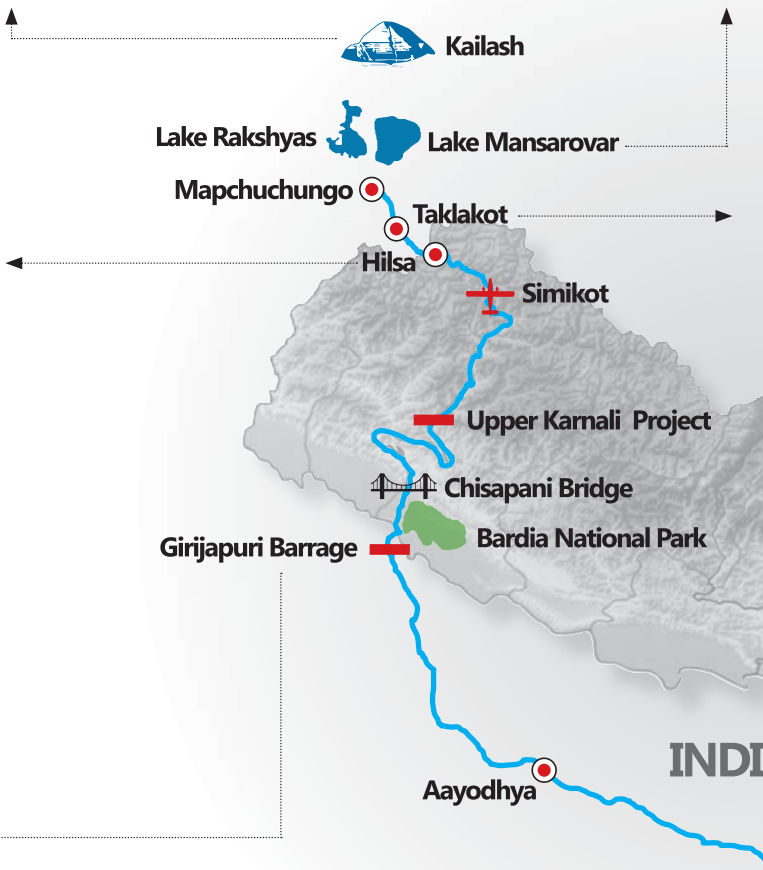 Kailash
Lake Rakshyas
Lake Mansarovar
Mapchuchungo
Taklakot
Hilsa
Simikot
Upper Karnali Project
Chisapani Bridge
Bardia National Park
Girijapuri Barrage
INDI
Aayodhya